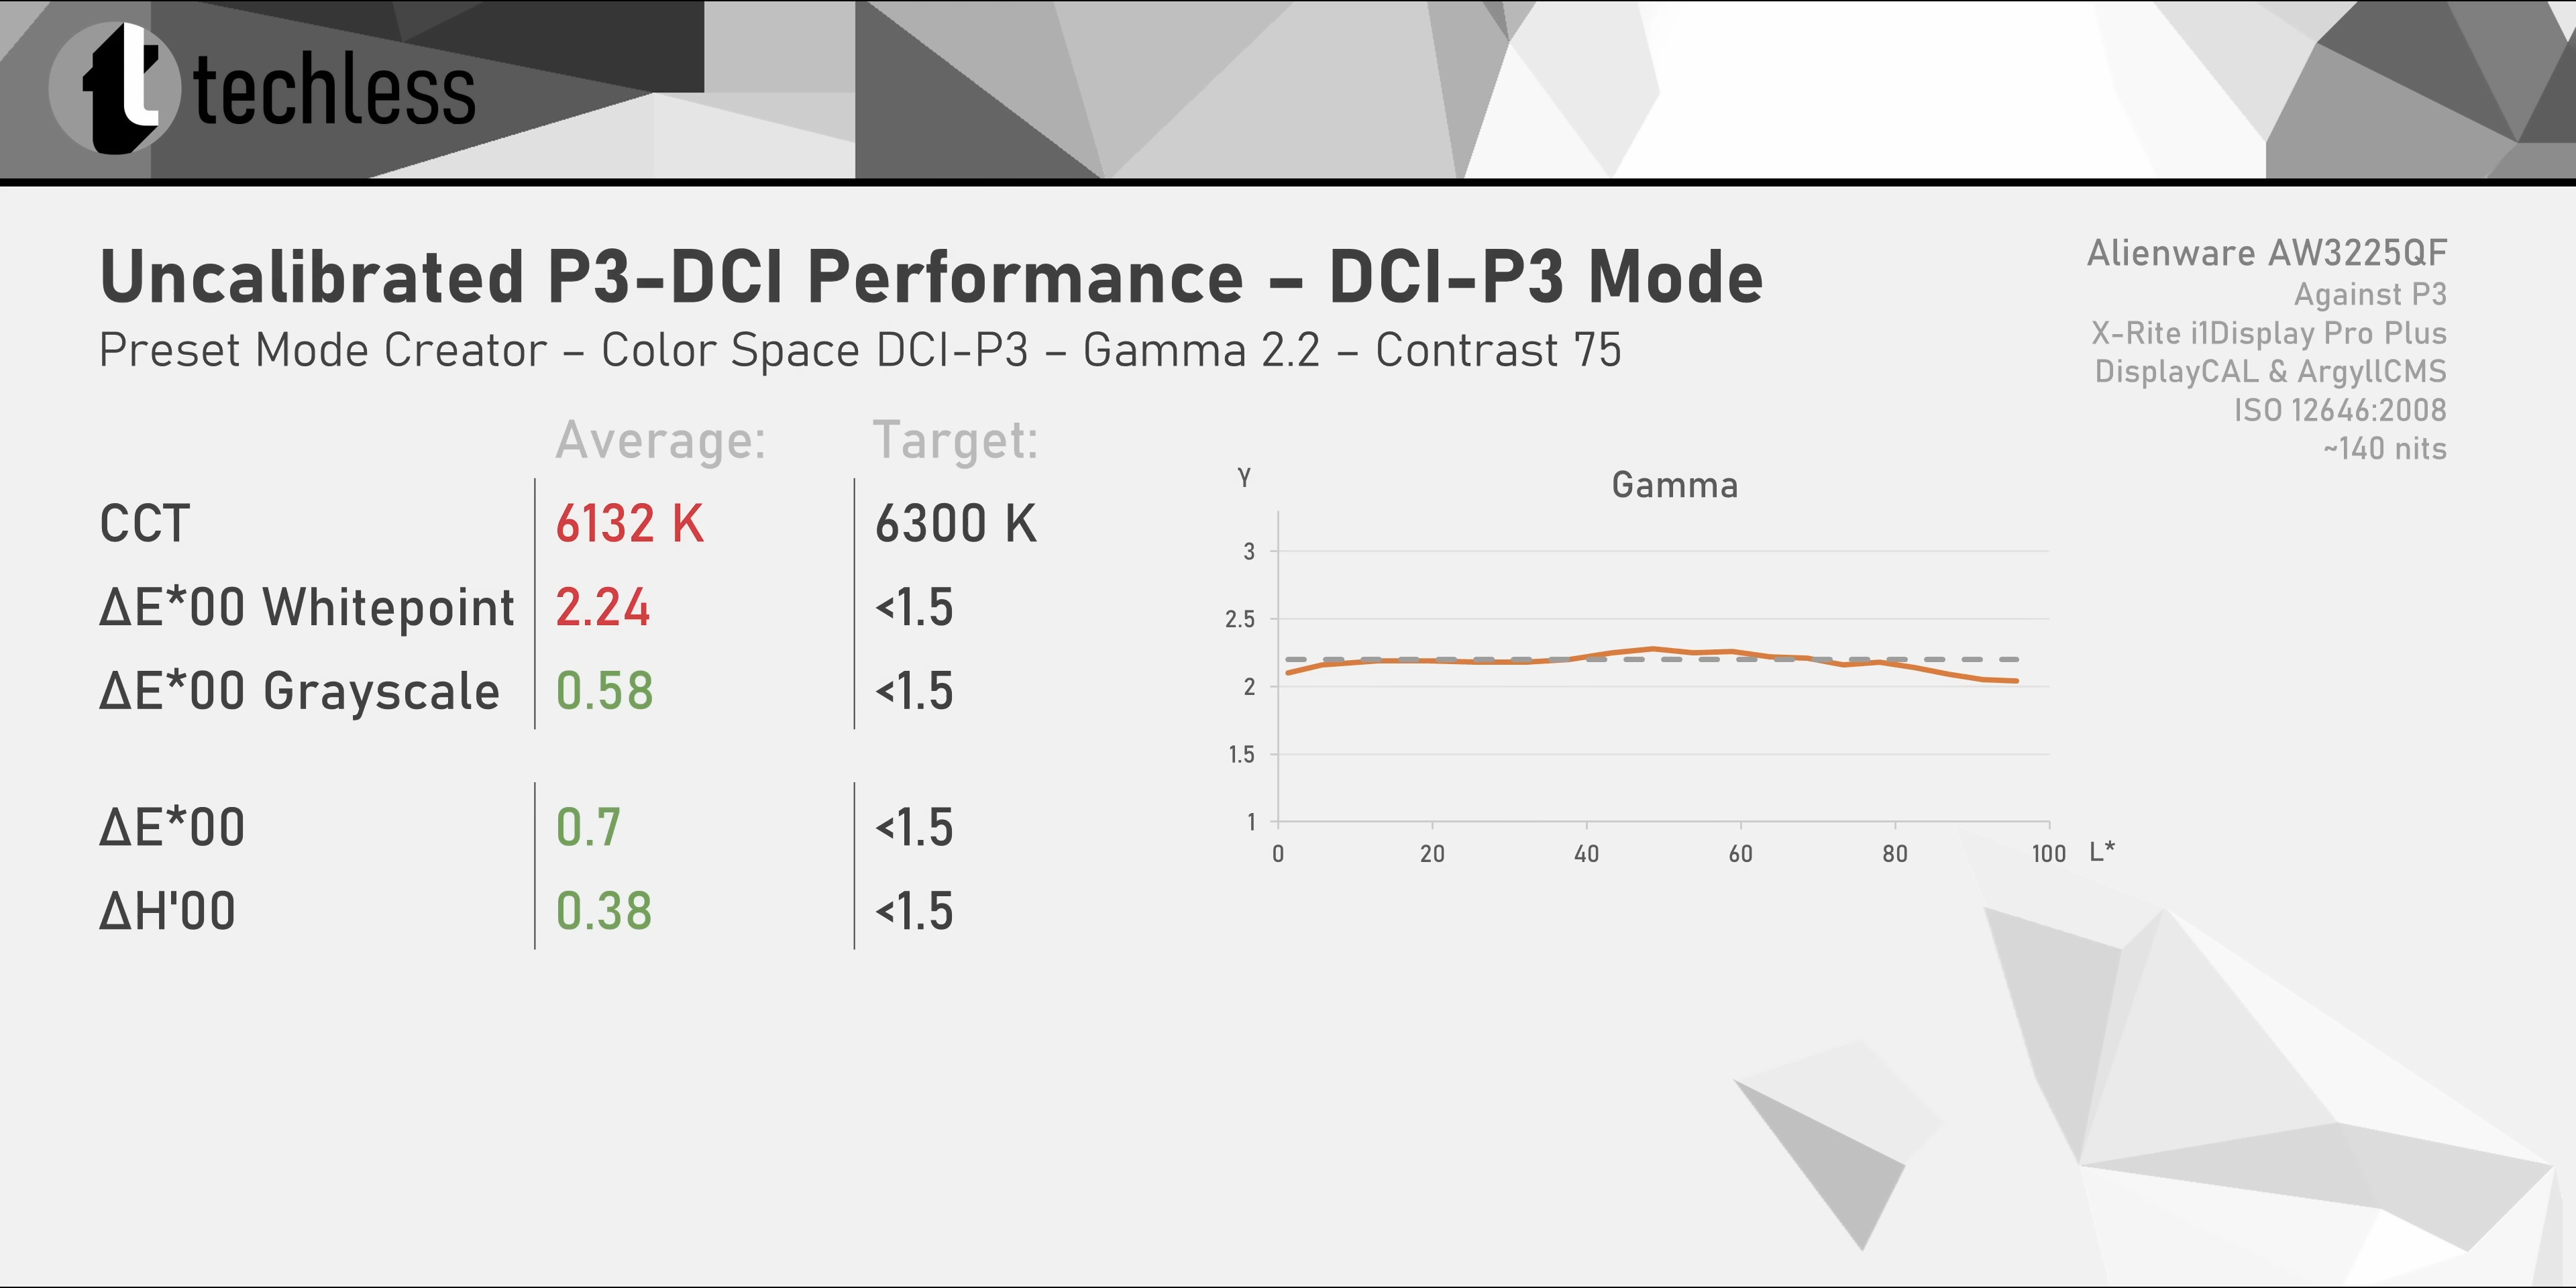 techless
Uncalibrated P3-DCI Performance – DCI-P3 Mode
Preset Mode Creator – Color Space DCI-P3 – Gamma 2.2 – Contrast 75
Alienware AW3225QF
Against P3
X-Rite i1Display Pro Plus
DisplayCAL & ArgyllCMS
ISO 12646:2008
~140 nits
Average: Target:
CCT 6132 K 6300 K
ΔE*00 Whitepoint 2.24 <1.5
ΔE*00 Grayscale 0.58 <1.5
ΔE*00 0.7 <1.5
ΔH'00 0.38 <1.5
Gamma
γ
3
2.5
2
1.5
1
0 20 40 60 80 100 L*